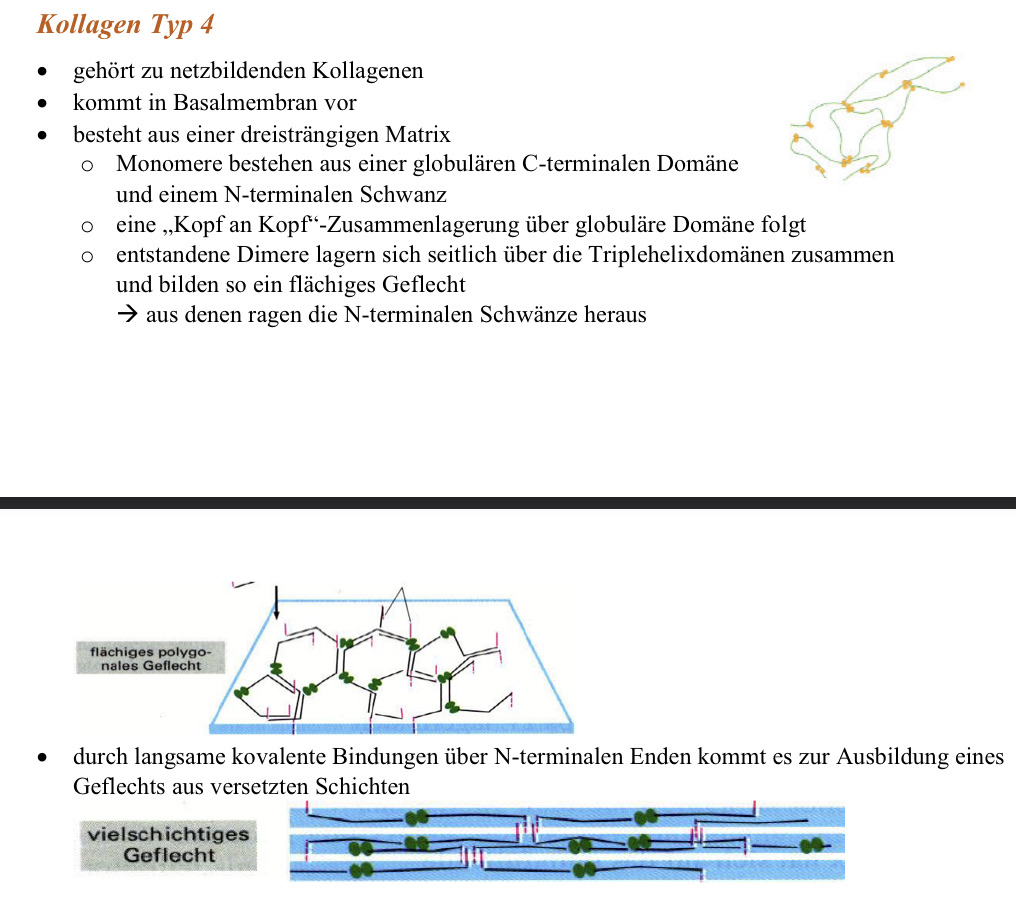 Kollagen Typ 4
• gehört zu netzbildenden Kollagenen
• kommt in Basalmembran vor
• besteht aus einer dreisträngigen Matrix
o Monomere bestehen aus einer globulären C-terminalen Domäne
und einem N-terminalen Schwanz
o eine „Kopf an Kopf“-Zusammenlagerung über globuläre Domäne folgt
o entstandene Dimere lagern sich seitlich über die Triplehelixdomänen zusammen
und bilden so ein flächiges Geflecht
→ aus denen ragen die N-terminalen Schwänze heraus
flächiges polygo-
nales Geflecht
• durch langsame kovalente Bindungen über N-terminalen Enden kommt es zur Ausbildung eines
Geflechts aus versetzten Schichten
vielschichtiges
Geflecht